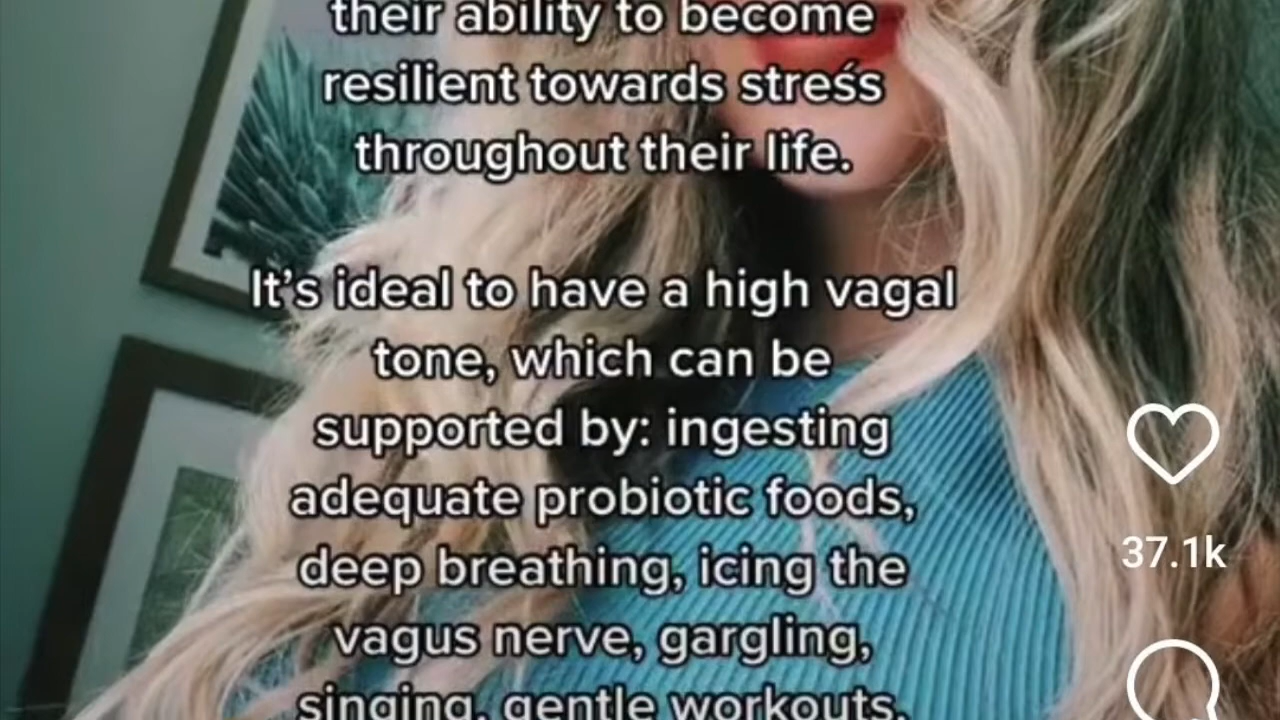 their ability to become
resilient towards stress
throughout their life.
It's ideal to have a high vagal
tone, which can be
supported by: ingesting
adequate probiotic foods,
deep breathing, icing the
vagus nerve, gargling,
singing, gentle workouts,
37.1k